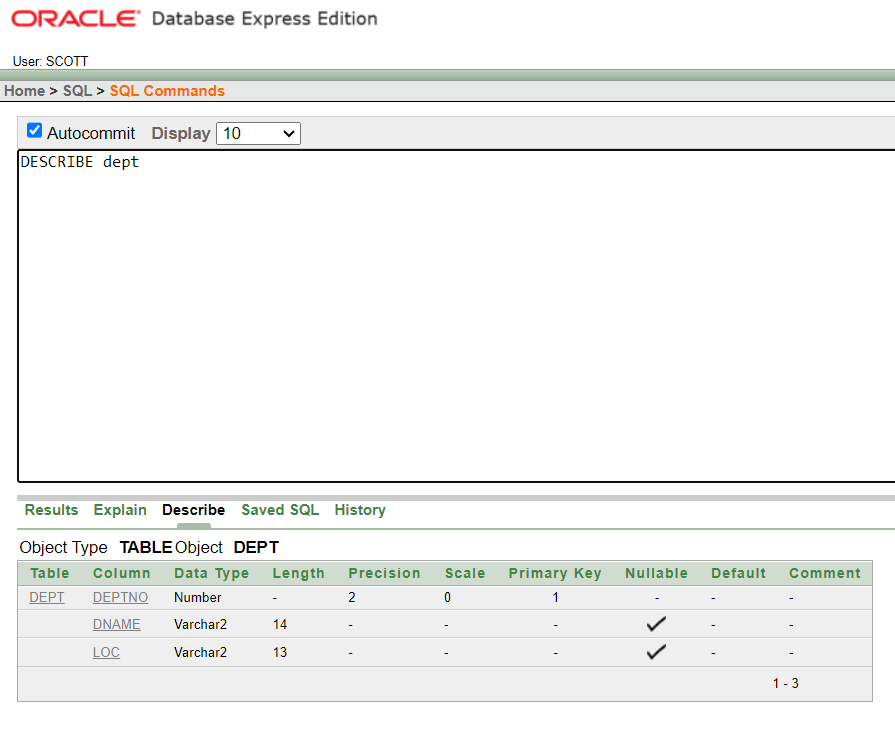 ORACLE Database Express Edition
User: SCOTT
Home > SQL > SQL Commands
Autocommit Display 10
DESCRIBE dept
Results Explain Describe Saved SQL History
Object Type TABLE Object DEPT
Table Column Data Type Length Precision Scale Primary Key Nullable Default Comment
DEPT DEPTNO Number - 2 0 1 - - -
DNAME Varchar2 14 - - - ✓ - -
LOC Varchar2 13 - - - ✓ - -
1 - 3